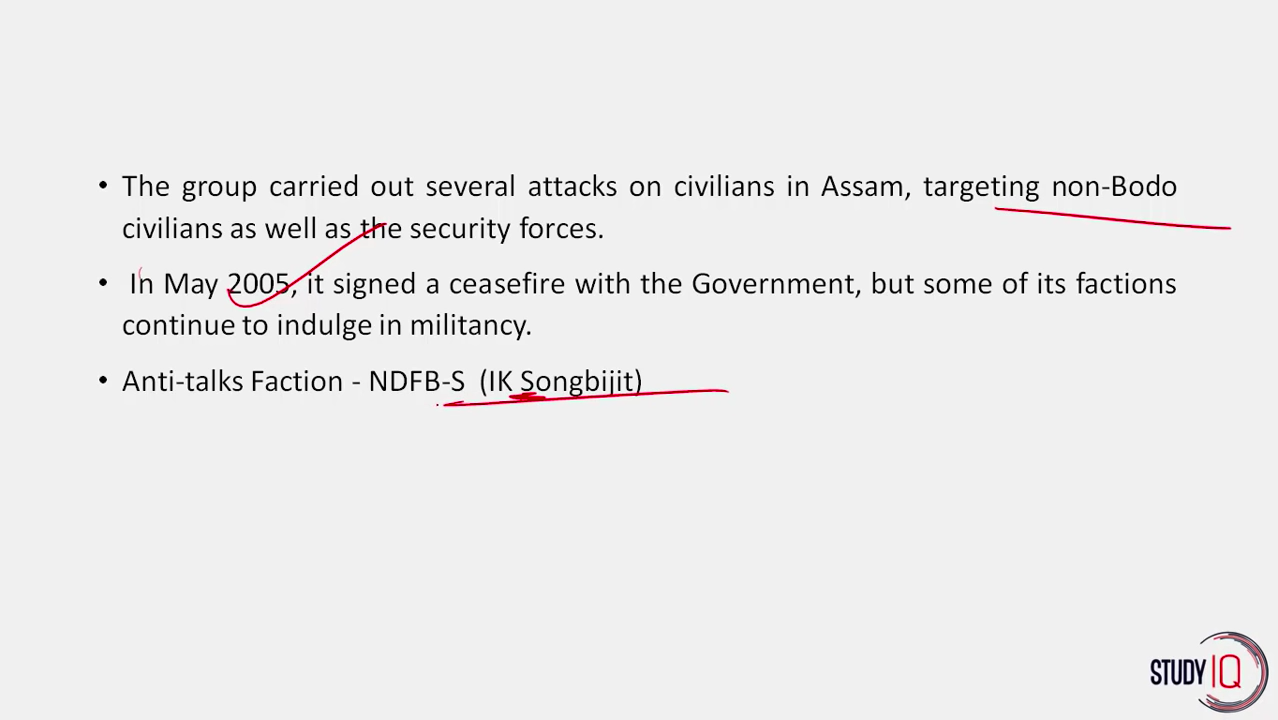 • The group carried out several attacks on civilians in Assam, targeting non-Bodo
civilians as well as the security forces.
• In May 2005, it signed a ceasefire with the Government, but some of its factions
continue to indulge in militancy.
• Anti-talks Faction - NDFB-S (IK Songbijit)
STUDY IQ